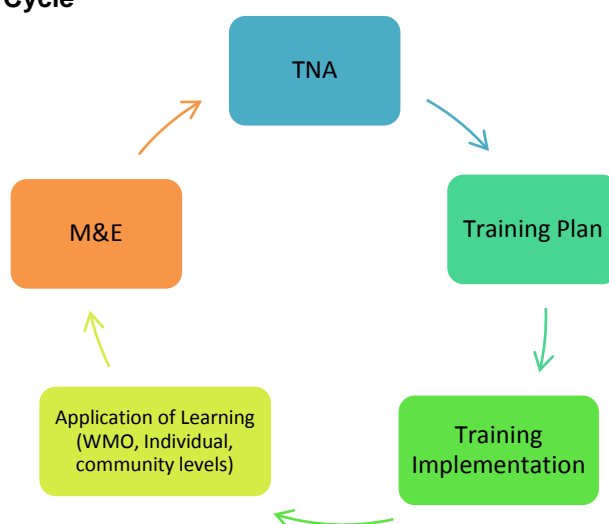 Cycle
TNA
Training Plan
Training
Implementation
Application of Learning
(WMO, Individual,
community levels)
M&E